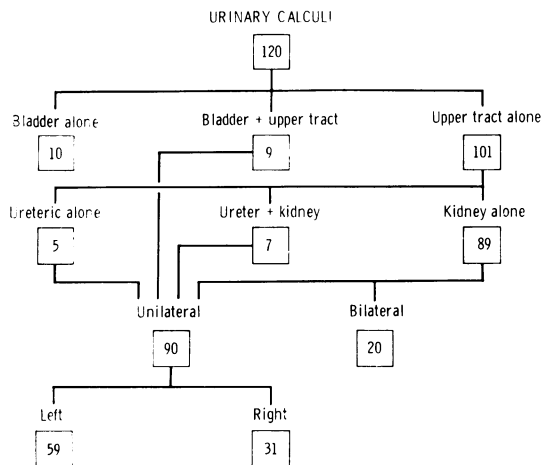 URINARY CALCULI
120
Bladder alone Bladder + upper tract Upper tract alone
10 9 101
Ureteric alone Ureter + kidney Kidney alone
5 7 89
Unilateral Bilateral
90 20
Left Right
59 31